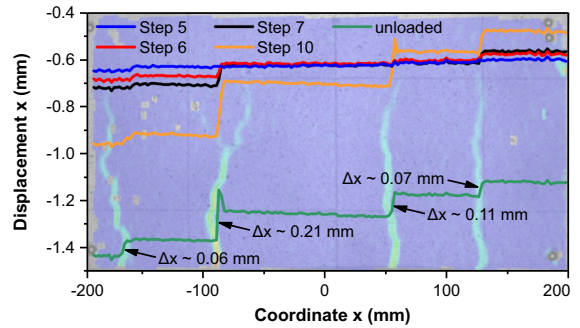 Step 5 Step 7 unloaded
Step 6 Step 10
-0.4
-0.6
-0.8
-1.0
-1.2
-1.4
Displacement x (mm)
Δx ~ 0.07 mm
Δx ~ 0.11 mm
Δx ~ 0.21 mm
Δx ~ 0.06 mm
-200 -100 0 100 200
Coordinate x (mm)